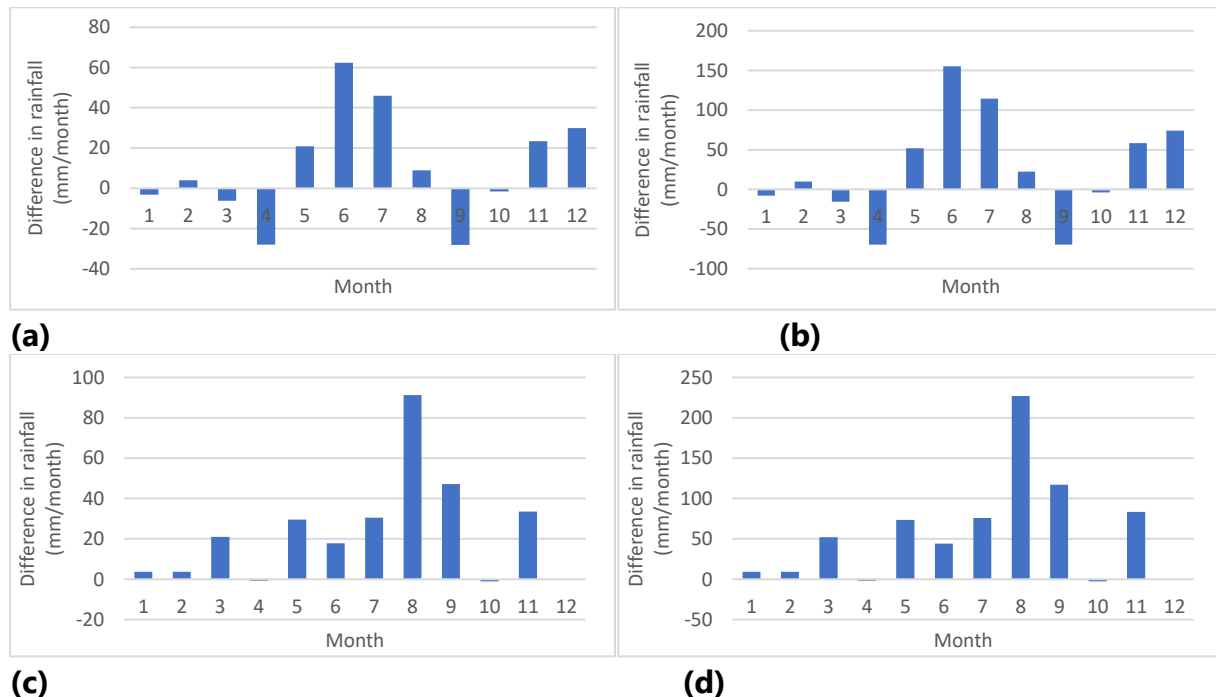 80
60
40
20
0
-20
-40
Difference in rainfall
(mm/month)
1 2 3 4 5 6 7 8 9 10 11 12
Month
200
150
100
50
0
-50
-100
Difference in rainfall
(mm/month)
1 2 3 4 5 6 7 8 9 10 11 12
Month
(a)
(b)
100
80
60
40
20
0
-20
Difference in rainfall
(mm/month)
1 2 3 4 5 6 7 8 9 10 11 12
Month
250
200
150
100
50
0
-50
Difference in rainfall
(mm/month)
1 2 3 4 5 6 7 8 9 10 11 12
Month
(c)
(d)